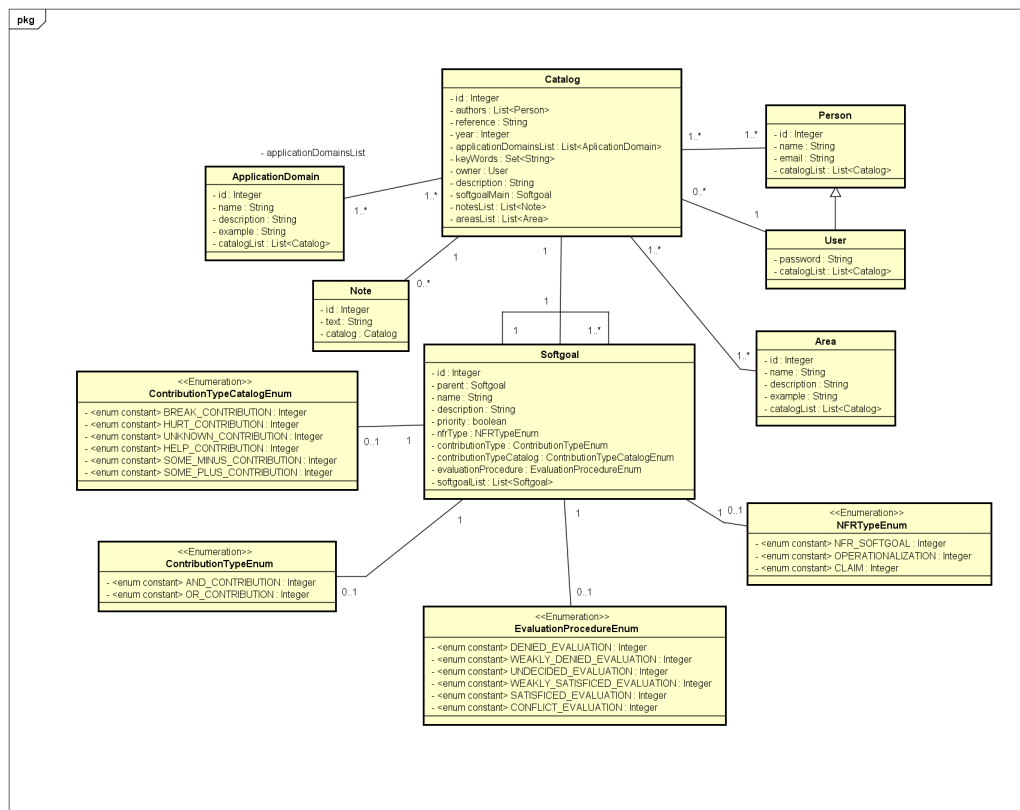 pkg
Catalog
- id : Integer
- authors : List<Person>
- reference : String
- year : Integer
- applicationDomainsList : List<AplicationDomain>
- keyWords : Set<String>
- owner : User
- description : String
- softgoalMain : Softgoal
- notesList : List<Note>
- areasList : List<Area>
Person
- id : Integer
- name : String
- email : String
- catalogList : List<Catalog>
1..*
1..*
- applicationDomainsList
ApplicationDomain
- id : Integer
- name : String
- description : String
- example : String
- catalogList : List<Catalog>
1..*
1..*
0..*
1
User
- password : String
- catalogList : List<Catalog>
1
0..*
1
1..*
Note
- id : Integer
- text : String
- catalog : Catalog
1
1
1..*
1..*
Area
- id : Integer
- name : String
- description : String
- example : String
- catalogList : List<Catalog>
Softgoal
- id : Integer
- parent : Softgoal
- name : String
- description : String
- priority : boolean
- nfrType : NFRTypeEnum
- contributionType : ContributionTypeEnum
- contributionTypeCatalog : ContributionTypeCatalogEnum
- evaluationProcedure : EvaluationProcedureEnum
- softgoalList : List<Softgoal>
<<Enumeration>>
ContributionTypeCatalogEnum
- <enum constant> BREAK_CONTRIBUTION : Integer
- <enum constant> HURT_CONTRIBUTION : Integer
- <enum constant> UNKNOWN_CONTRIBUTION : Integer
- <enum constant> HELP_CONTRIBUTION : Integer
- <enum constant> SOME_MINUS_CONTRIBUTION : Integer
- <enum constant> SOME_PLUS_CONTRIBUTION : Integer
0..1
1
1
1
1
0..1
<<Enumeration>>
NFRTypeEnum
- <enum constant> NFR_SOFTGOAL : Integer
- <enum constant> OPERATIONALIZATION : Integer
- <enum constant> CLAIM : Integer
<<Enumeration>>
ContributionTypeEnum
- <enum constant> AND_CONTRIBUTION : Integer
- <enum constant> OR_CONTRIBUTION : Integer
0..1
0..1
<<Enumeration>>
EvaluationProcedureEnum
- <enum constant> DENIED_EVALUATION : Integer
- <enum constant> WEAKLY_DENIED_EVALUATION : Integer
- <enum constant> UNDECIDED_EVALUATION : Integer
- <enum constant> WEAKLY_SATISFICED_EVALUATION : Integer
- <enum constant> SATISFICED_EVALUATION : Integer
- <enum constant> CONFLICT_EVALUATION : Integer